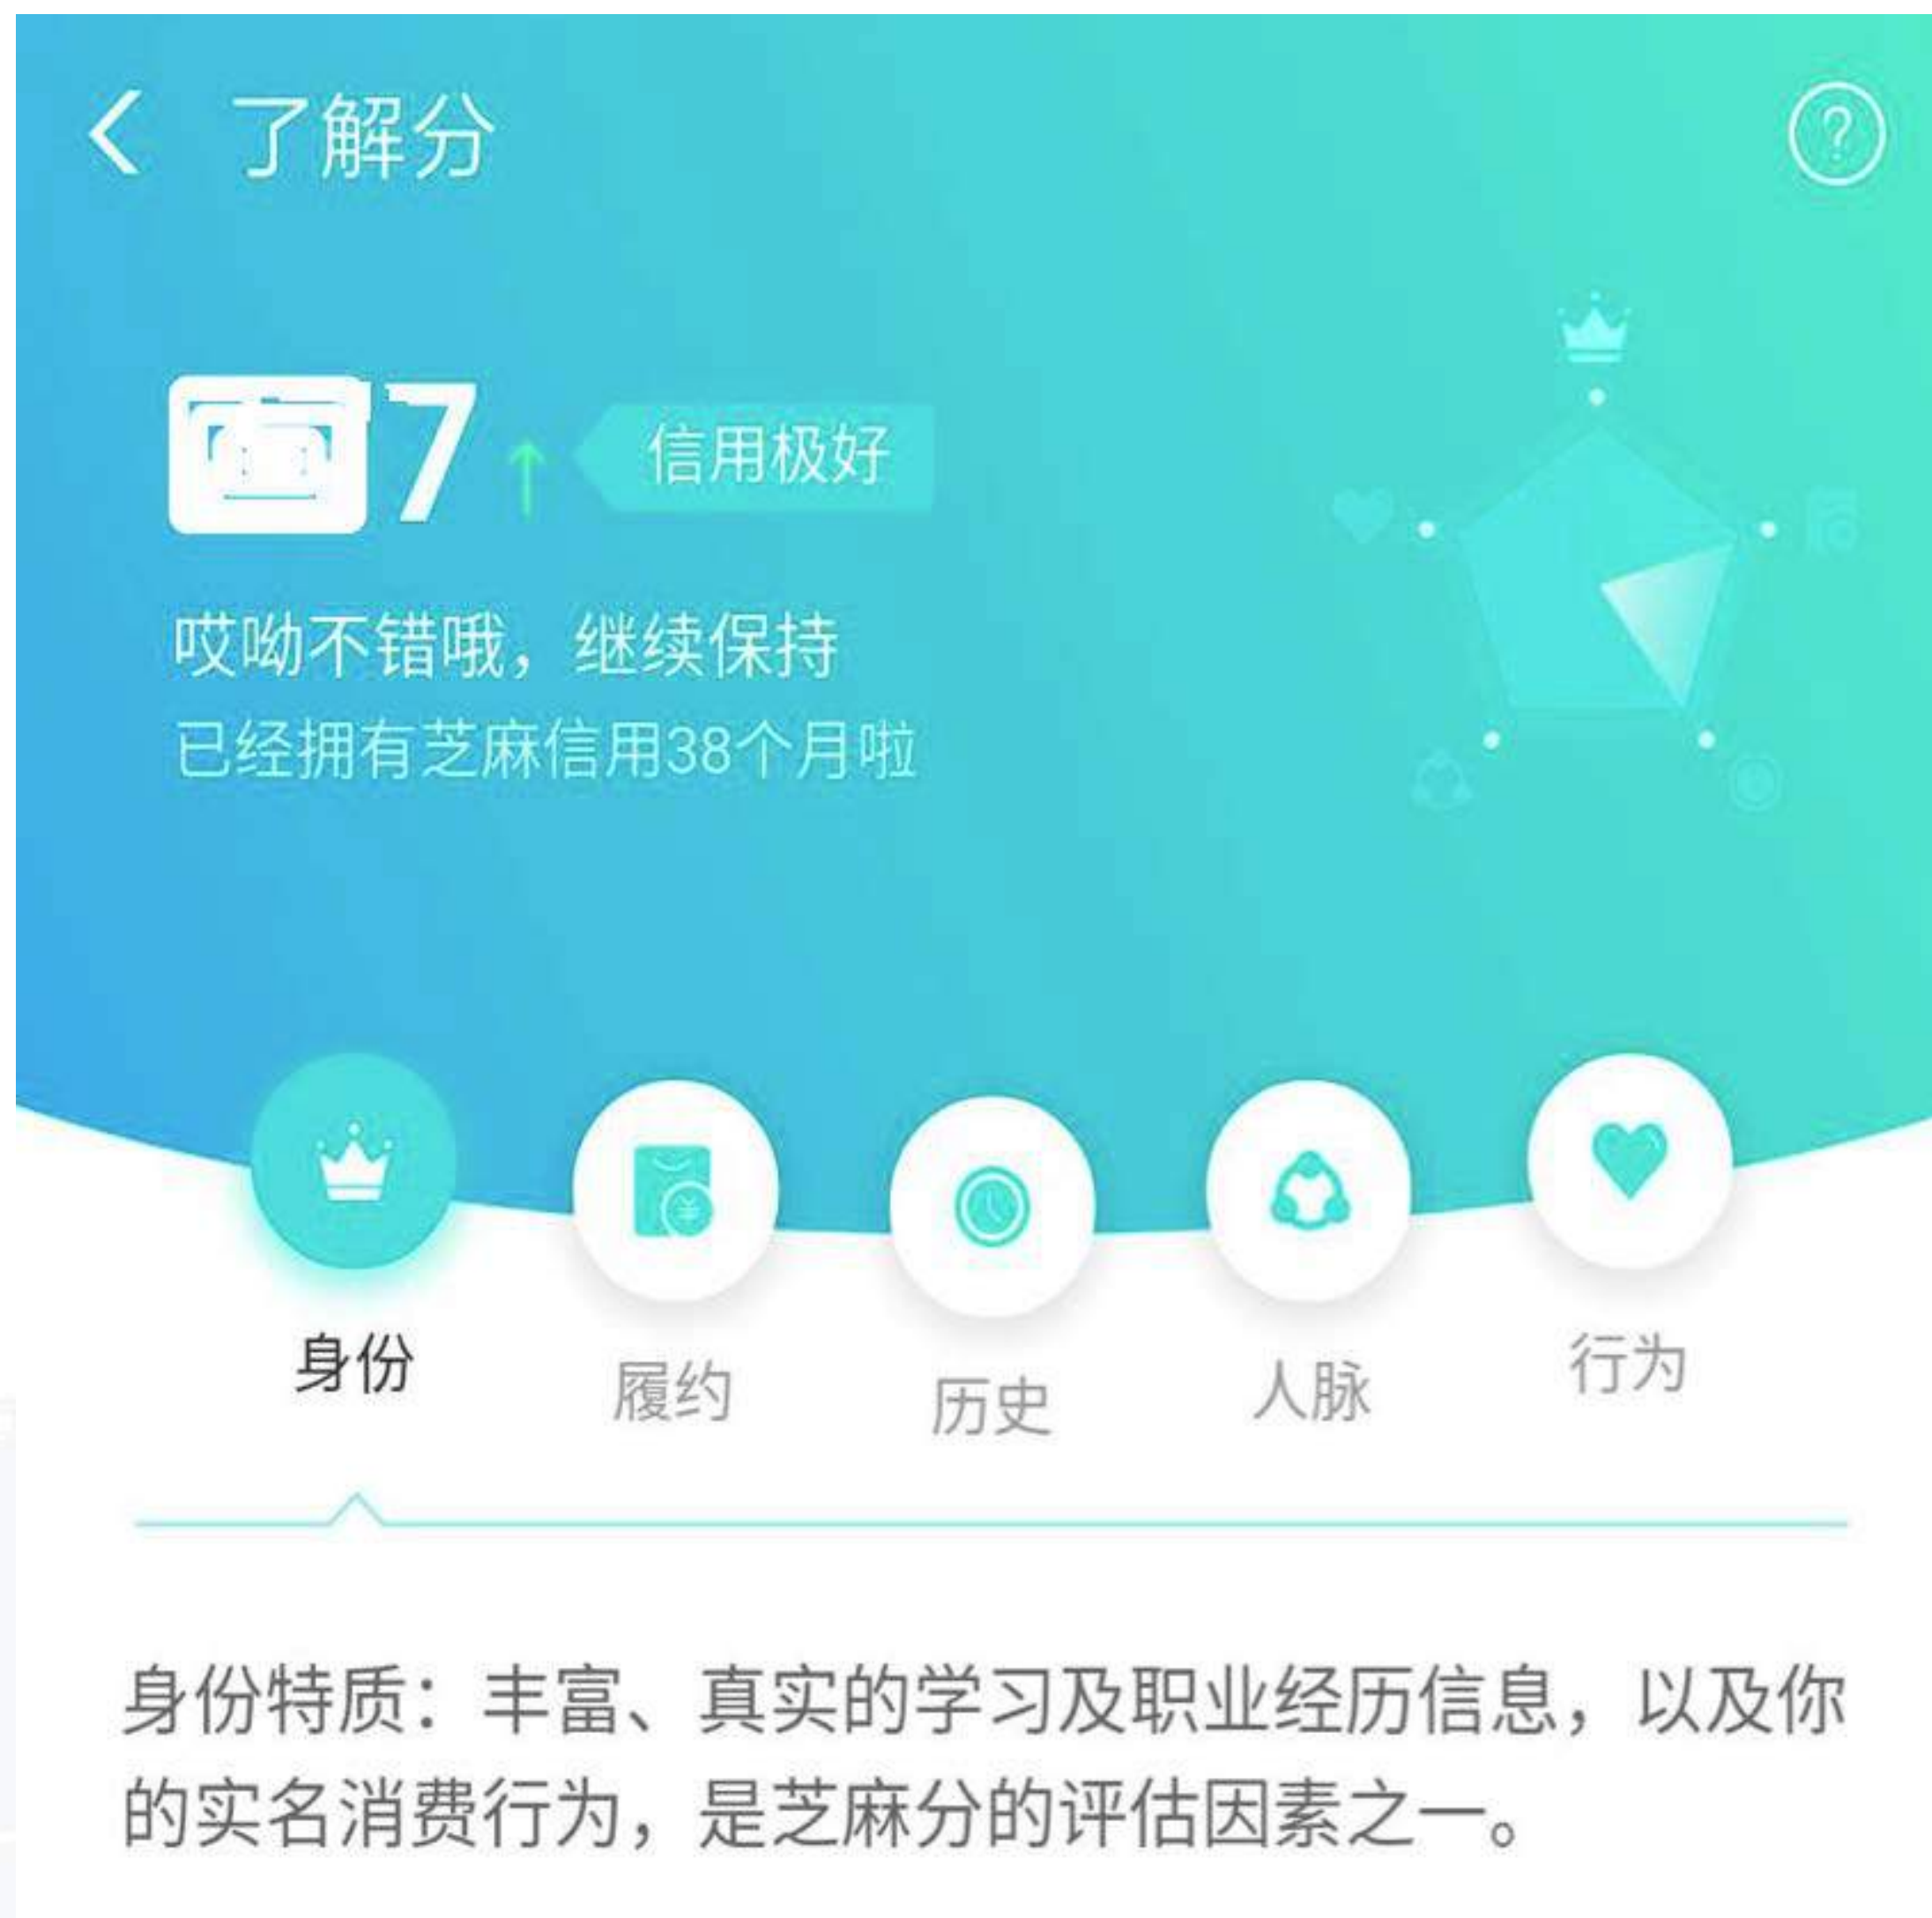 了解分
7
信用极好
哎呦不错哦，继续保持
已经拥有芝麻信用38个月啦
身份
履约
历史
人脉
行为
身份特质：丰富、真实的学习及职业经历信息，以及你
的实名消费行为，是芝麻分的评估因素之一。